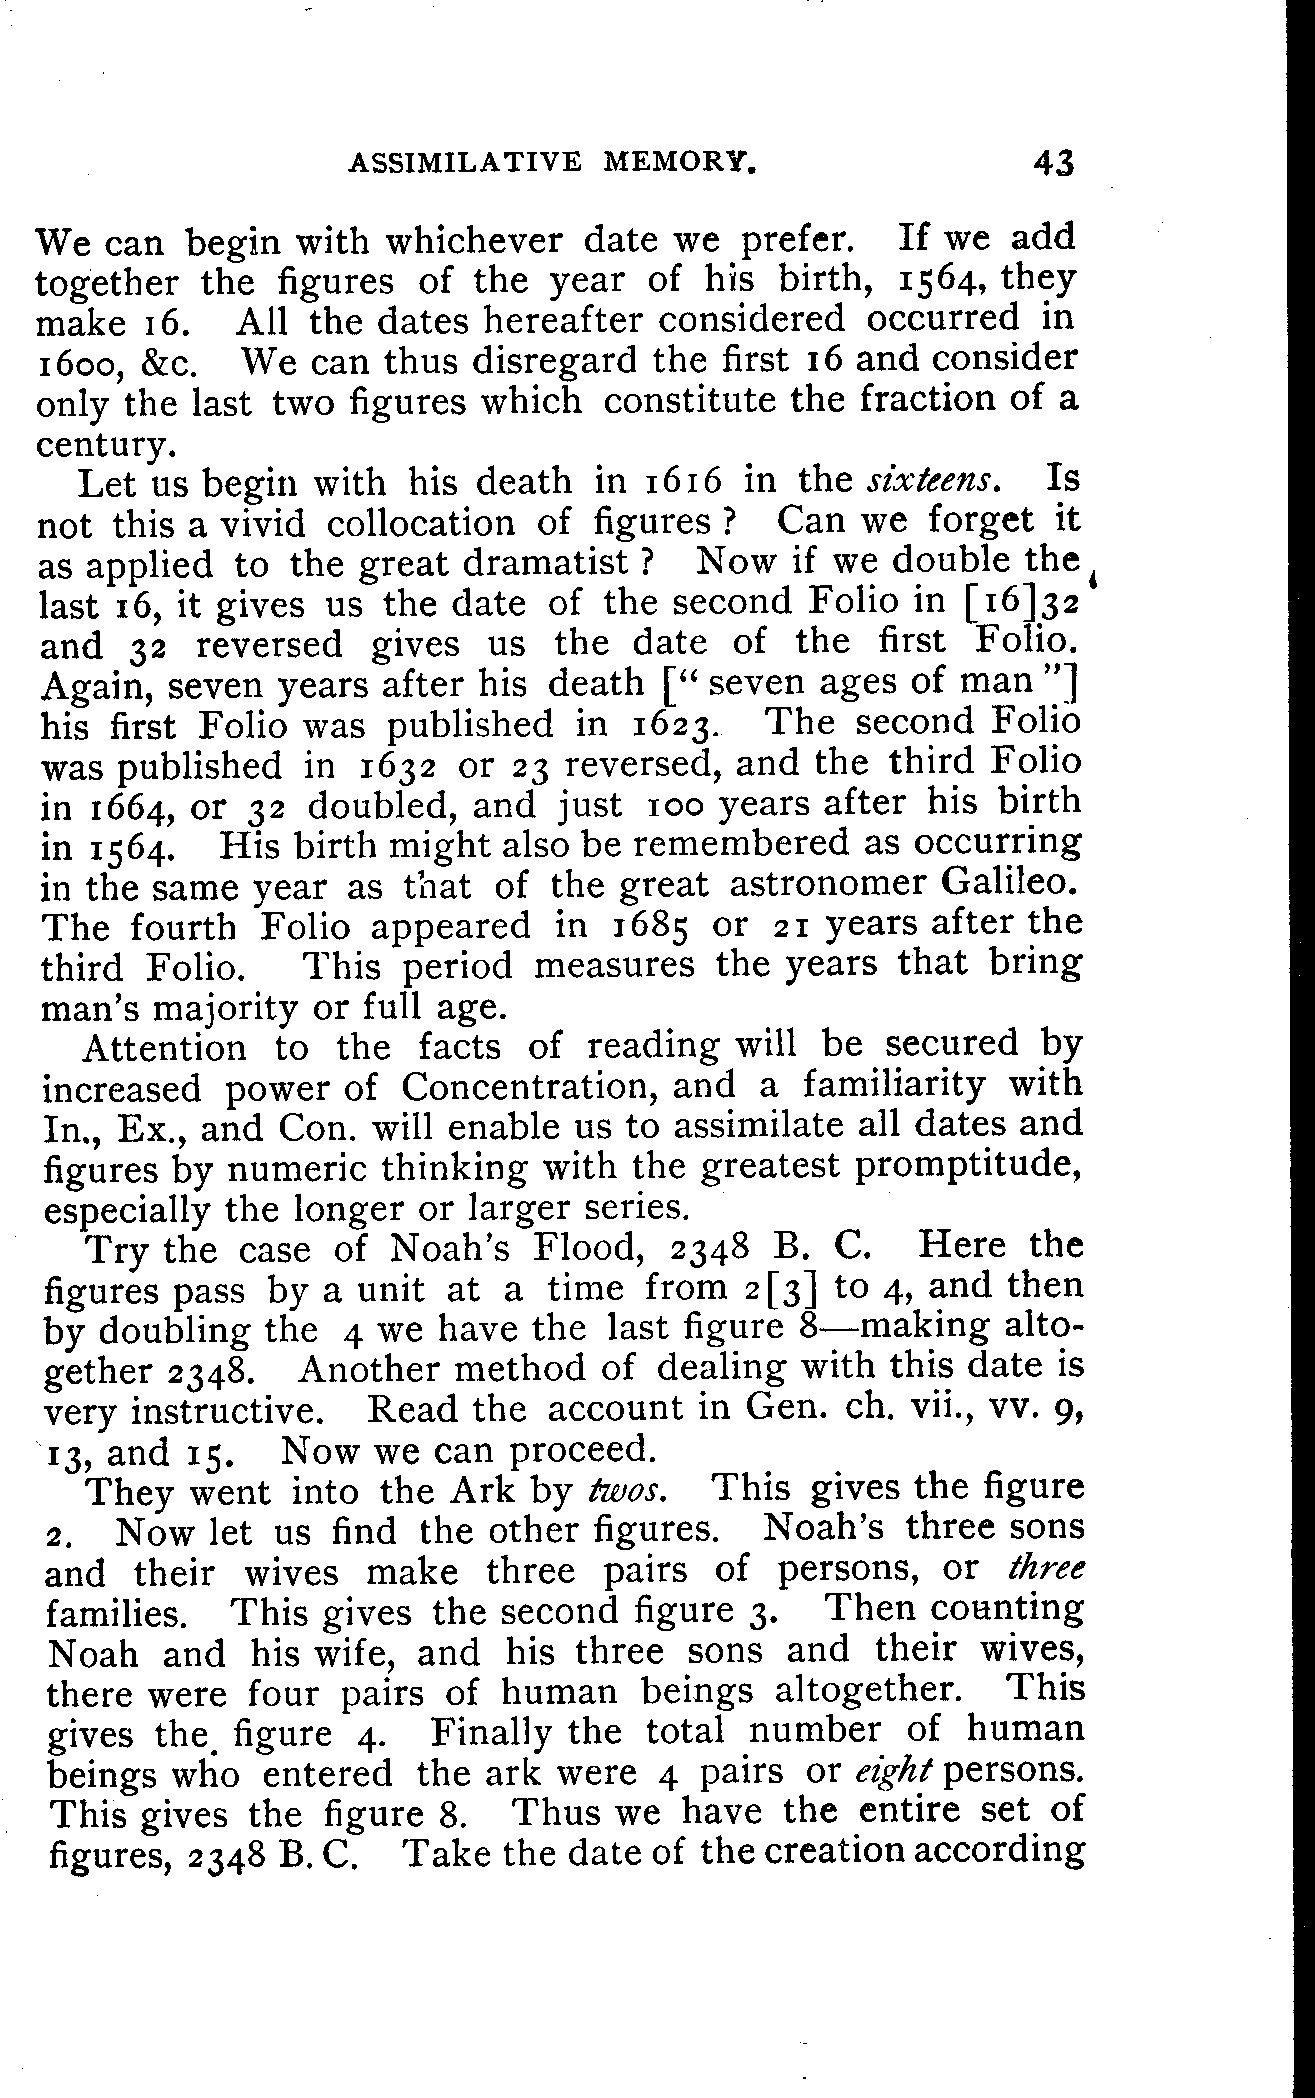 ASSIMILATIVE MEMORY. 43
We can begin with whichever date we prefer. If we add
together the figures of the year of his birth, 1564, they
make 16. All the dates hereafter considered occurred in
1600, &c. We can thus disregard the first 16 and consider
only the last two figures which constitute the fraction of a
century.
Let us begin with his death in 1616 in the sixteens. Is
not this a vivid collocation of figures ? Can we forget it
as applied to the great dramatist ? Now if we double the
last 16, it gives us the date of the second Folio in [16]32
and 32 reversed gives us the date of the first Folio.
Again, seven years after his death [“ seven ages of man ”]
his first Folio was published in 1623. The second Folio
was published in 1632 or 23 reversed, and the third Folio
in 1664, or 32 doubled, and just 100 years after his birth
in 1564. His birth might also be remembered as occurring
in the same year as that of the great astronomer Galileo.
The fourth Folio appeared in 1685 or 21 years after the
third Folio. This period measures the years that bring
man's majority or full age.
Attention to the facts of reading will be secured by
increased power of Concentration, and a familiarity with
In., Ex., and Con. will enable us to assimilate all dates and
figures by numeric thinking with the greatest promptitude,
especially the longer or larger series.
Try the case of Noah's Flood, 2348 B. C. Here the
figures pass by a unit at a time from 2[3] to 4, and then
by doubling the 4 we have the last figure 8—making alto-
gether 2348. Another method of dealing with this date is
very instructive. Read the account in Gen. ch. vii., vv. 9,
13, and 15. Now we can proceed.
They went into the Ark by twos. This gives the figure
2. Now let us find the other figures. Noah's three sons
and their wives make three pairs of persons, or three
families. This gives the second figure 3. Then counting
Noah and his wife, and his three sons and their wives,
there were four pairs of human beings altogether. This
gives the figure 4. Finally the total number of human
beings who entered the ark were 4 pairs or eight persons.
This gives the figure 8. Thus we have the entire set of
figures, 2348 B. C. Take the date of the creation according